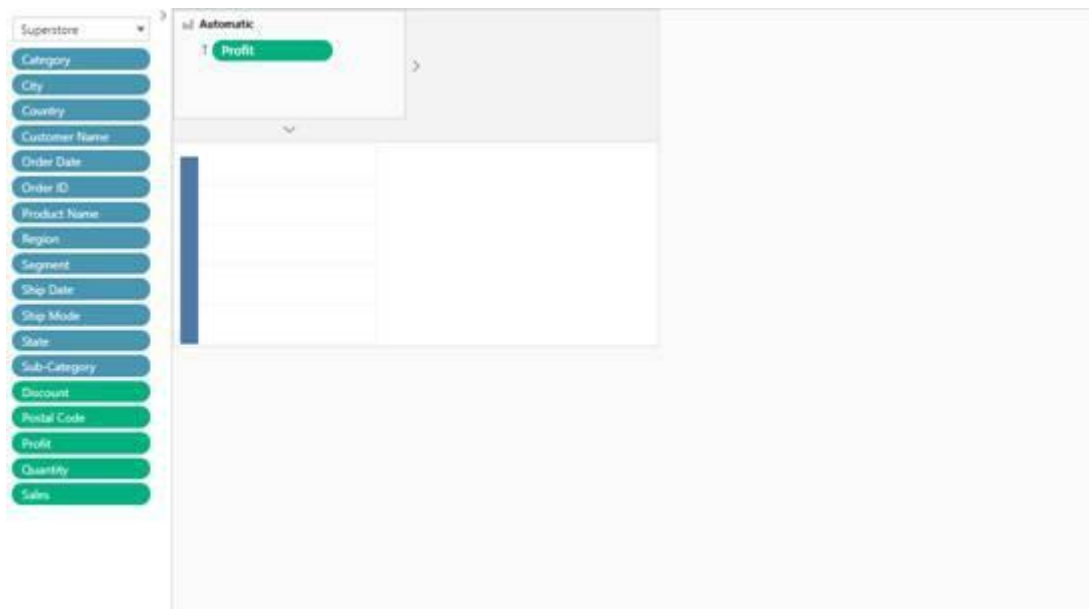 Superstore
Category
City
Country
Customer Name
Order Date
Order ID
Product Name
Region
Segment
Ship Date
Ship Mode
State
Sub-Category
Discount
Postal Code
Profit
Quantity
Sales
Automatic
Profit